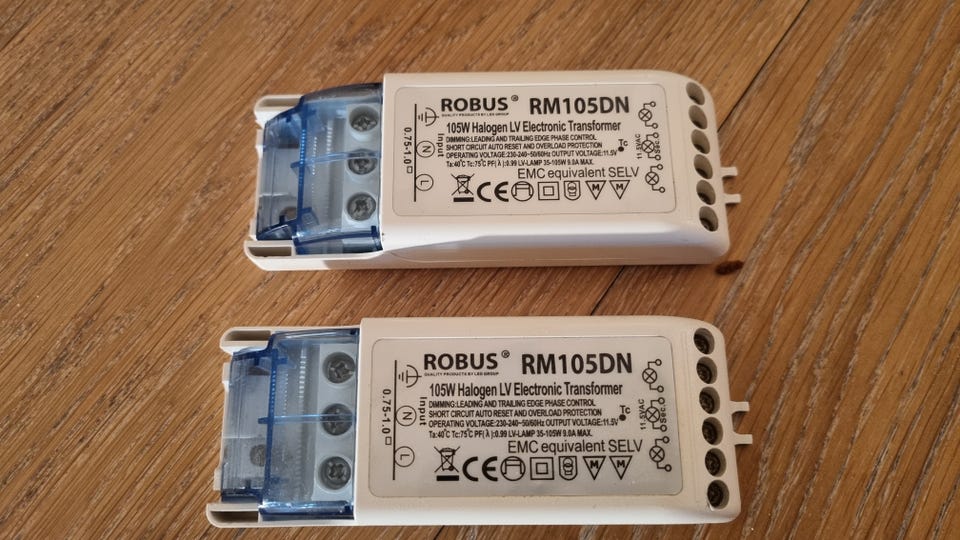 ROBUS® RM105DN
QUALITY PRODUCTS BY LED GROUP
105W Halogen LV Electronic Transformer
DIMMING:LEADING AND TRAILING EDGE PHASE CONTROL
SHORT CIRCUIT AUTO RESET AND OVERLOAD PROTECTION
OPERATING VOLTAGE:230-240~50/60Hz OUTPUT VOLTAGE:11.5V
Ta:40°C Tc:75°C PF(λ):0.99 LV-LAMP 35-105W 9.0A MAX.
EMC equivalent SELV
CE
M M
Input
N
L
0.75-1.0
Tc
11.5VAC
Sec.
ROBUS® RM105DN
QUALITY PRODUCTS BY LED GROUP
105W Halogen LV Electronic Transformer
DIMMING:LEADING AND TRAILING EDGE PHASE CONTROL
SHORT CIRCUIT AUTO RESET AND OVERLOAD PROTECTION
OPERATING VOLTAGE:230-240~50/60Hz OUTPUT VOLTAGE:11.5V
Ta:40°C Tc:75°C PF(λ):0.99 LV-LAMP 35-105W 9.0A MAX.
EMC equivalent SELV
CE
M M
Input
N
L
0.75-1.0
Tc
11.5VAC
Sec.